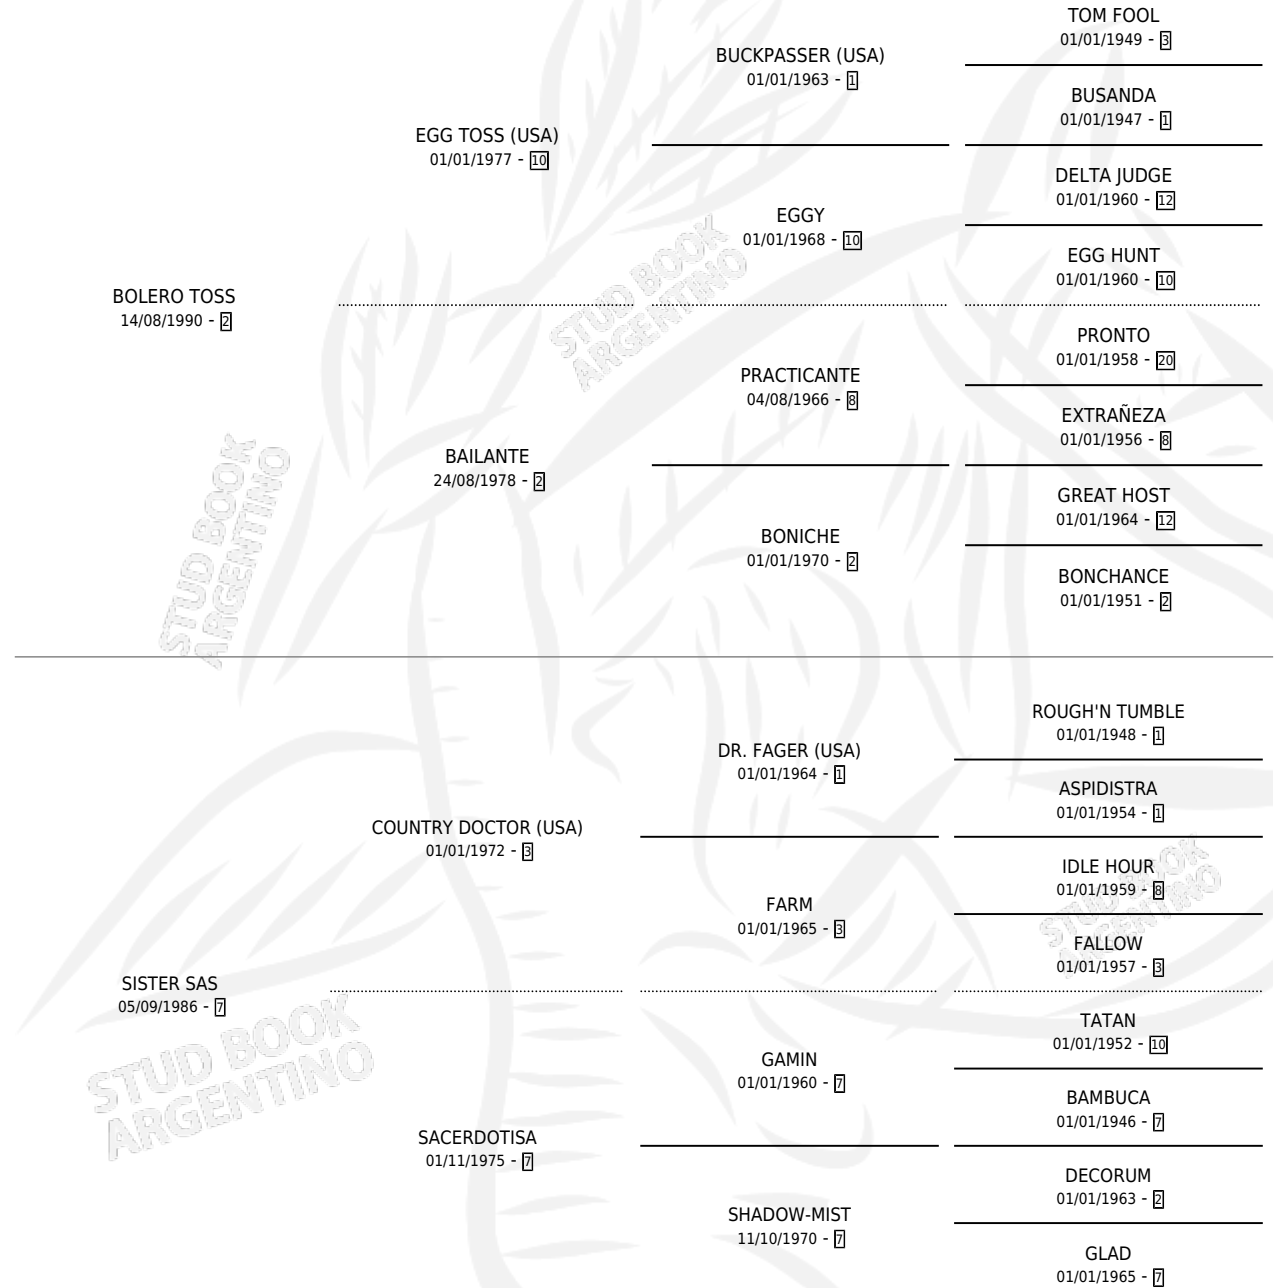 TOM FOOL
01/01/1949 - 3
BUCKPASSER (USA)
01/01/1963 - 1
BUSANDA
01/01/1947 - 1
EGG TOSS (USA)
01/01/1977 - 10
DELTA JUDGE
01/01/1960 - 12
EGGY
01/01/1968 - 10
EGG HUNT
01/01/1960 - 10
BOLERO TOSS
14/08/1990 - 2
PRONTO
01/01/1958 - 20
PRACTICANTE
04/08/1966 - 8
EXTRAÑEZA
01/01/1956 - 8
BAILANTE
24/08/1978 - 2
GREAT HOST
01/01/1964 - 12
BONICHE
01/01/1970 - 2
BONCHANCE
01/01/1951 - 2
ROUGH'N TUMBLE
01/01/1948 - 1
DR. FAGER (USA)
01/01/1964 - 1
ASPIDISTRA
01/01/1954 - 1
COUNTRY DOCTOR (USA)
01/01/1972 - 3
IDLE HOUR
01/01/1959 - 8
FARM
01/01/1965 - 3
FALLOW
01/01/1957 - 3
SISTER SAS
05/09/1986 - 7
TATAN
01/01/1952 - 10
GAMIN
01/01/1960 - 7
BAMBUCA
01/01/1946 - 7
SACERDOTISA
01/11/1975 - 7
DECORUM
01/01/1963 - 2
SHADOW-MIST
11/10/1970 - 7
GLAD
01/01/1965 - 7
STUD BOOK
ARGENTINO
STUD BOOK
ARGENTINO
STUD BOOK
ARGENTINO
STUD BOOK
ARGENTINO